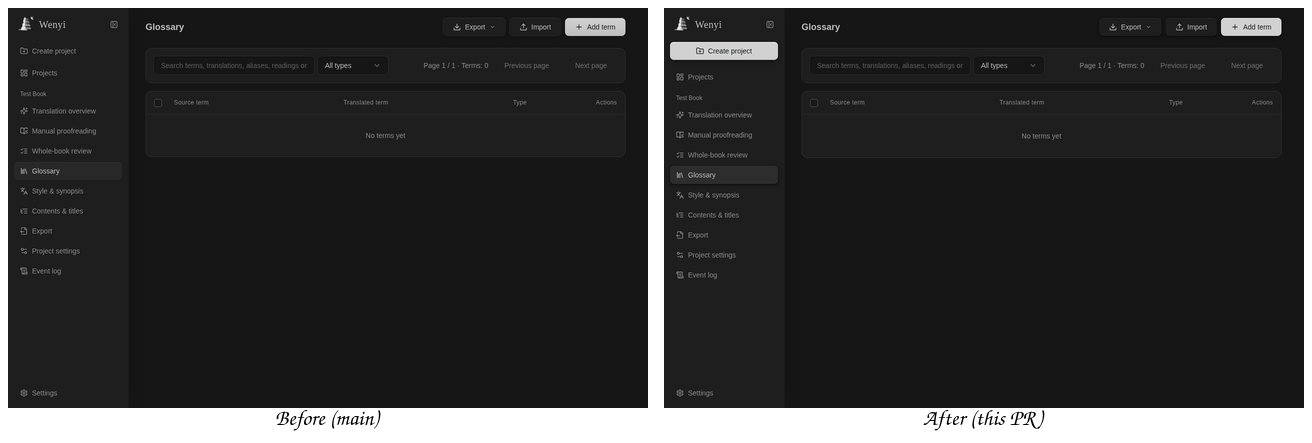 Wenyi
Create project
Projects
Test Book
Translation overview
Manual proofreading
Whole-book review
Glossary
Style & synopsis
Contents & titles
Export
Project settings
Event log
Settings
Glossary
Export
Import
Add term
Search terms, translations, aliases, readings or
All types
Page 1 / 1 · Terms: 0
Previous page
Next page
Source term
Translated term
Type
Actions
No terms yet
Before (main)
Wenyi
Create project
Projects
Test Book
Translation overview
Manual proofreading
Whole-book review
Glossary
Style & synopsis
Contents & titles
Export
Project settings
Event log
Settings
Glossary
Export
Import
Add term
Search terms, translations, aliases, readings or
All types
Page 1 / 1 · Terms: 0
Previous page
Next page
Source term
Translated term
Type
Actions
No terms yet
After (this PR)